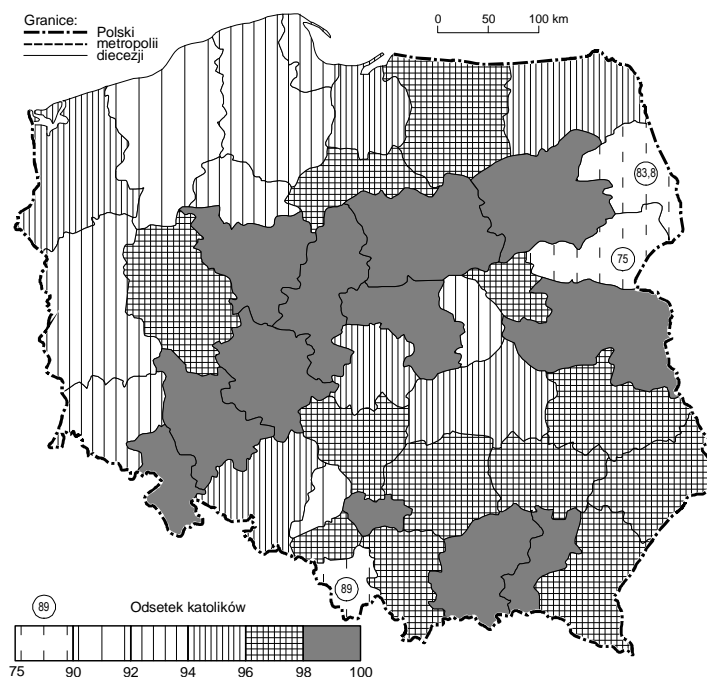 Granice:
Polski
metropolii
diecezji
0 50 100 km
83,8
75
89
89
Odsetek katolików
75 90 92 94 96 98 100